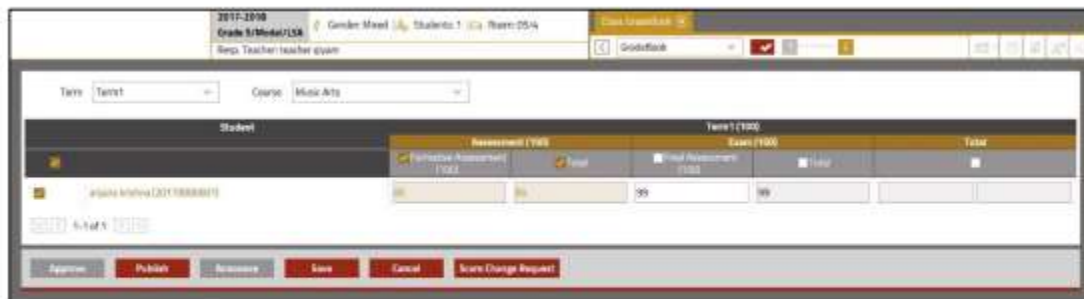 2017-2018
Grade 5/Model/LSA
Gender: Mixed
Students: 1
Room: 05/4
Resp. Teacher: teacher
Class GradeBook
GradeBook
Term
Term1
Course
Music Arts
Student
Term1 (100)
Assessment (100)
Exam (100)
Total
Formative Assessment (100)
Total
Final Assessment (100)
Total
99
99
1-1 of 1
Approve
Publish
Announce
Save
Cancel
Score Change Request